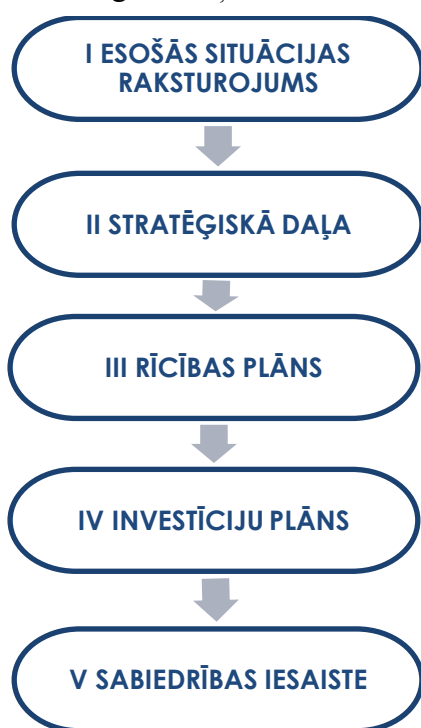 I ESOŠĀS SITUĀCIJAS
RAKSTUROJUMS
II STRATĒĢISKĀ DAĻA
III RĪCĪBAS PLĀNS
IV INVESTĪCIJU PLĀNS
V SABIEDRĪBAS IESAISTE